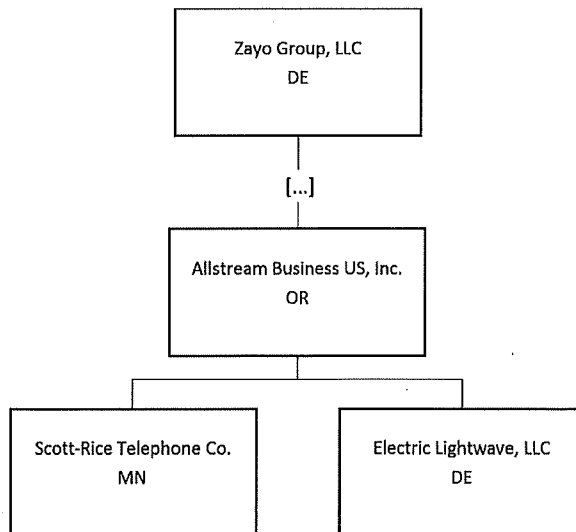 Zayo Group, LLC
DE
[...]
Allstream Business US, Inc.
OR
Scott-Rice Telephone Co.
MN
Electric Lightwave, LLC
DE